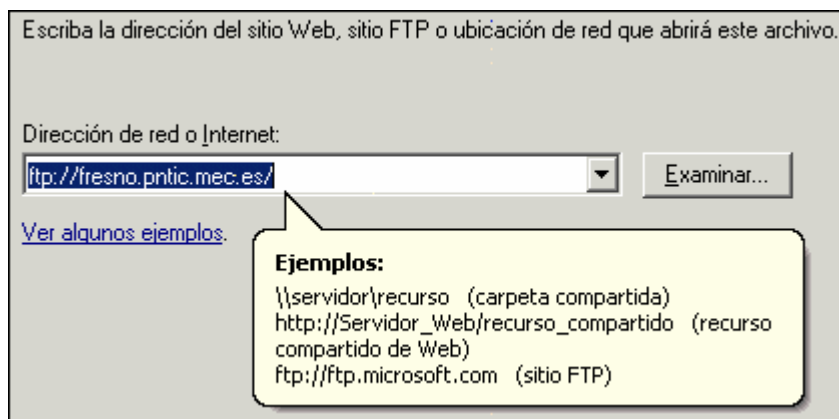 Escriba la dirección del sitio Web, sitio FTP o ubicación de red que abrirá este archivo.
Dirección de red o Internet:
ftp://fresno.pntic.mec.es/
Examinar...
Ver algunos ejemplos.
Ejemplos:
\\servidor\recurso (carpeta compartida)
http://Servidor_Web/recurso_compartido (recurso
compartido de Web)
ftp://ftp.microsoft.com (sitio FTP)